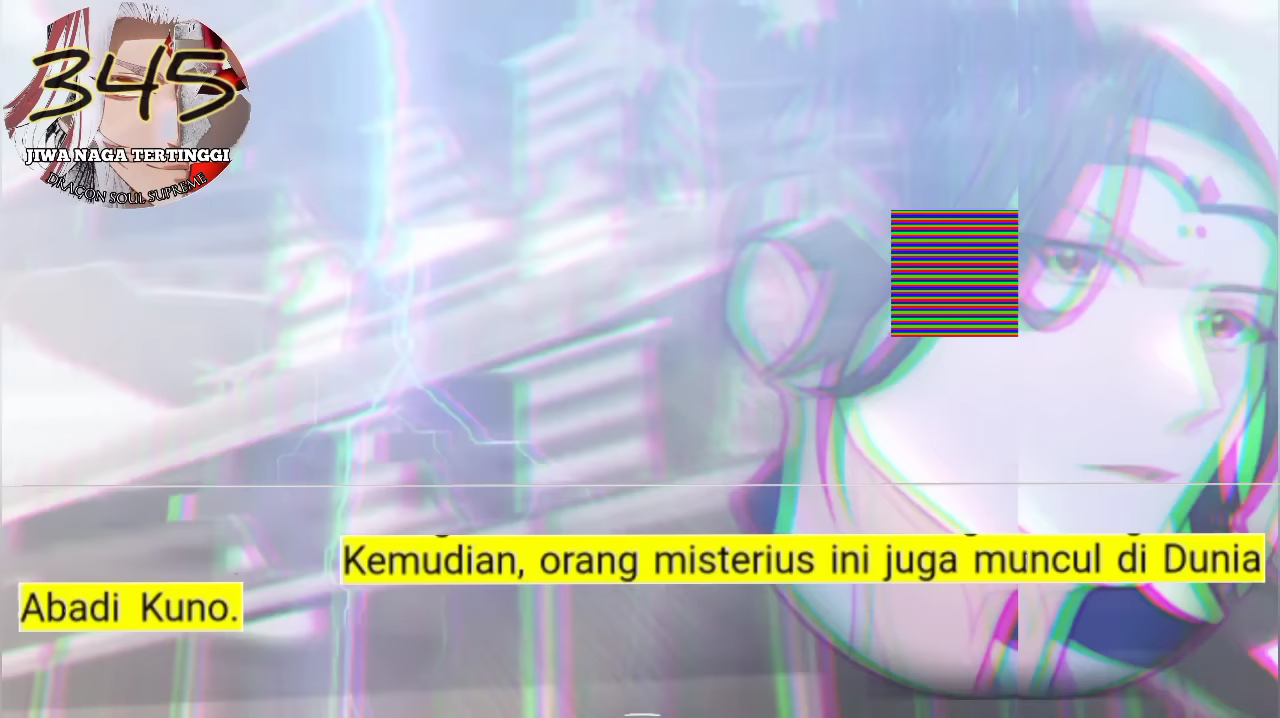 345
JIWA NAGA TERTINGGI
DRAGON SOUL SUPREME
Kemudian, orang misterius ini juga muncul di Dunia
Abadi Kuno.